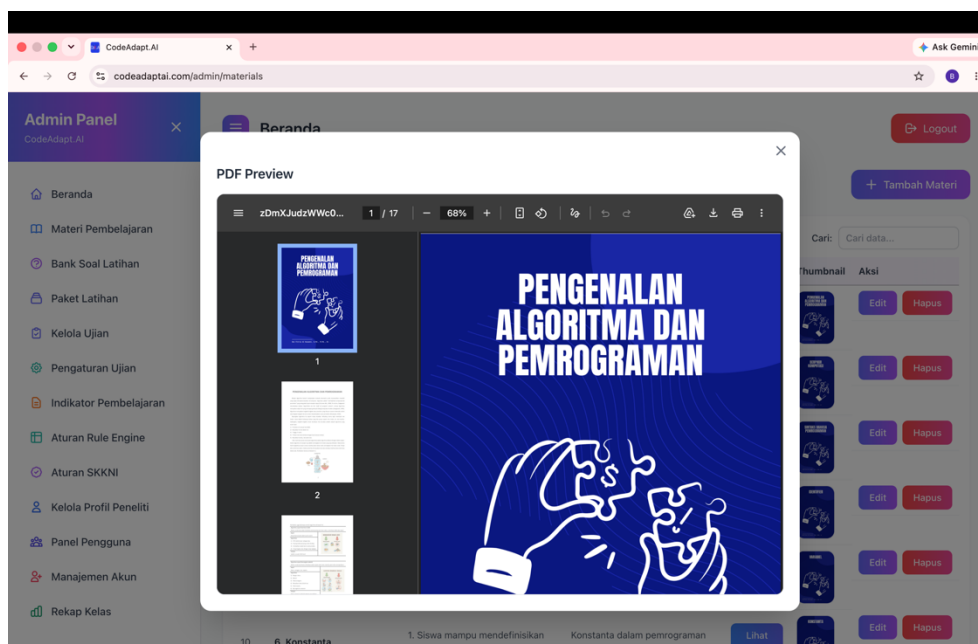 CodeAdapt.AI
Ask Gemini
codeadaptai.com/admin/materials
B
Admin Panel
CodeAdapt.AI
Beranda
Logout
Tambah Materi
PDF Preview
zDmXJudzWWc0... 1 / 17 68%
Cari: Cari data...
Thumbnail Aksi
Beranda
Materi Pembelajaran
Bank Soal Latihan
Paket Latihan
Kelola Ujian
Pengaturan Ujian
Indikator Pembelajaran
Aturan Rule Engine
Aturan SKKNI
Kelola Profil Peneliti
Panel Pengguna
Manajemen Akun
Rekap Kelas
PENGENALAN
ALGORITMA DAN
PEMROGRAMAN
1
2
PENGENALAN
ALGORITMA DAN
PEMROGRAMAN
Edit Hapus
Edit Hapus
Edit Hapus
Edit Hapus
Edit Hapus
Edit Hapus
10 6. Konstanta 1. Siswa mampu mendefinisikan Konstanta dalam pemrograman Lihat